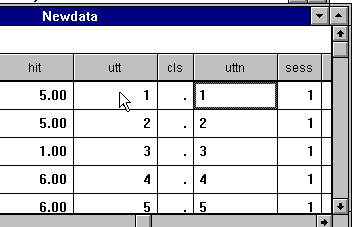 Newdata
hit utt cls uttn sess
5.00 1 . 1 1
5.00 2 . 2 1
1.00 3 . 3 1
6.00 4 . 4 1
6.00 5 . 5 1